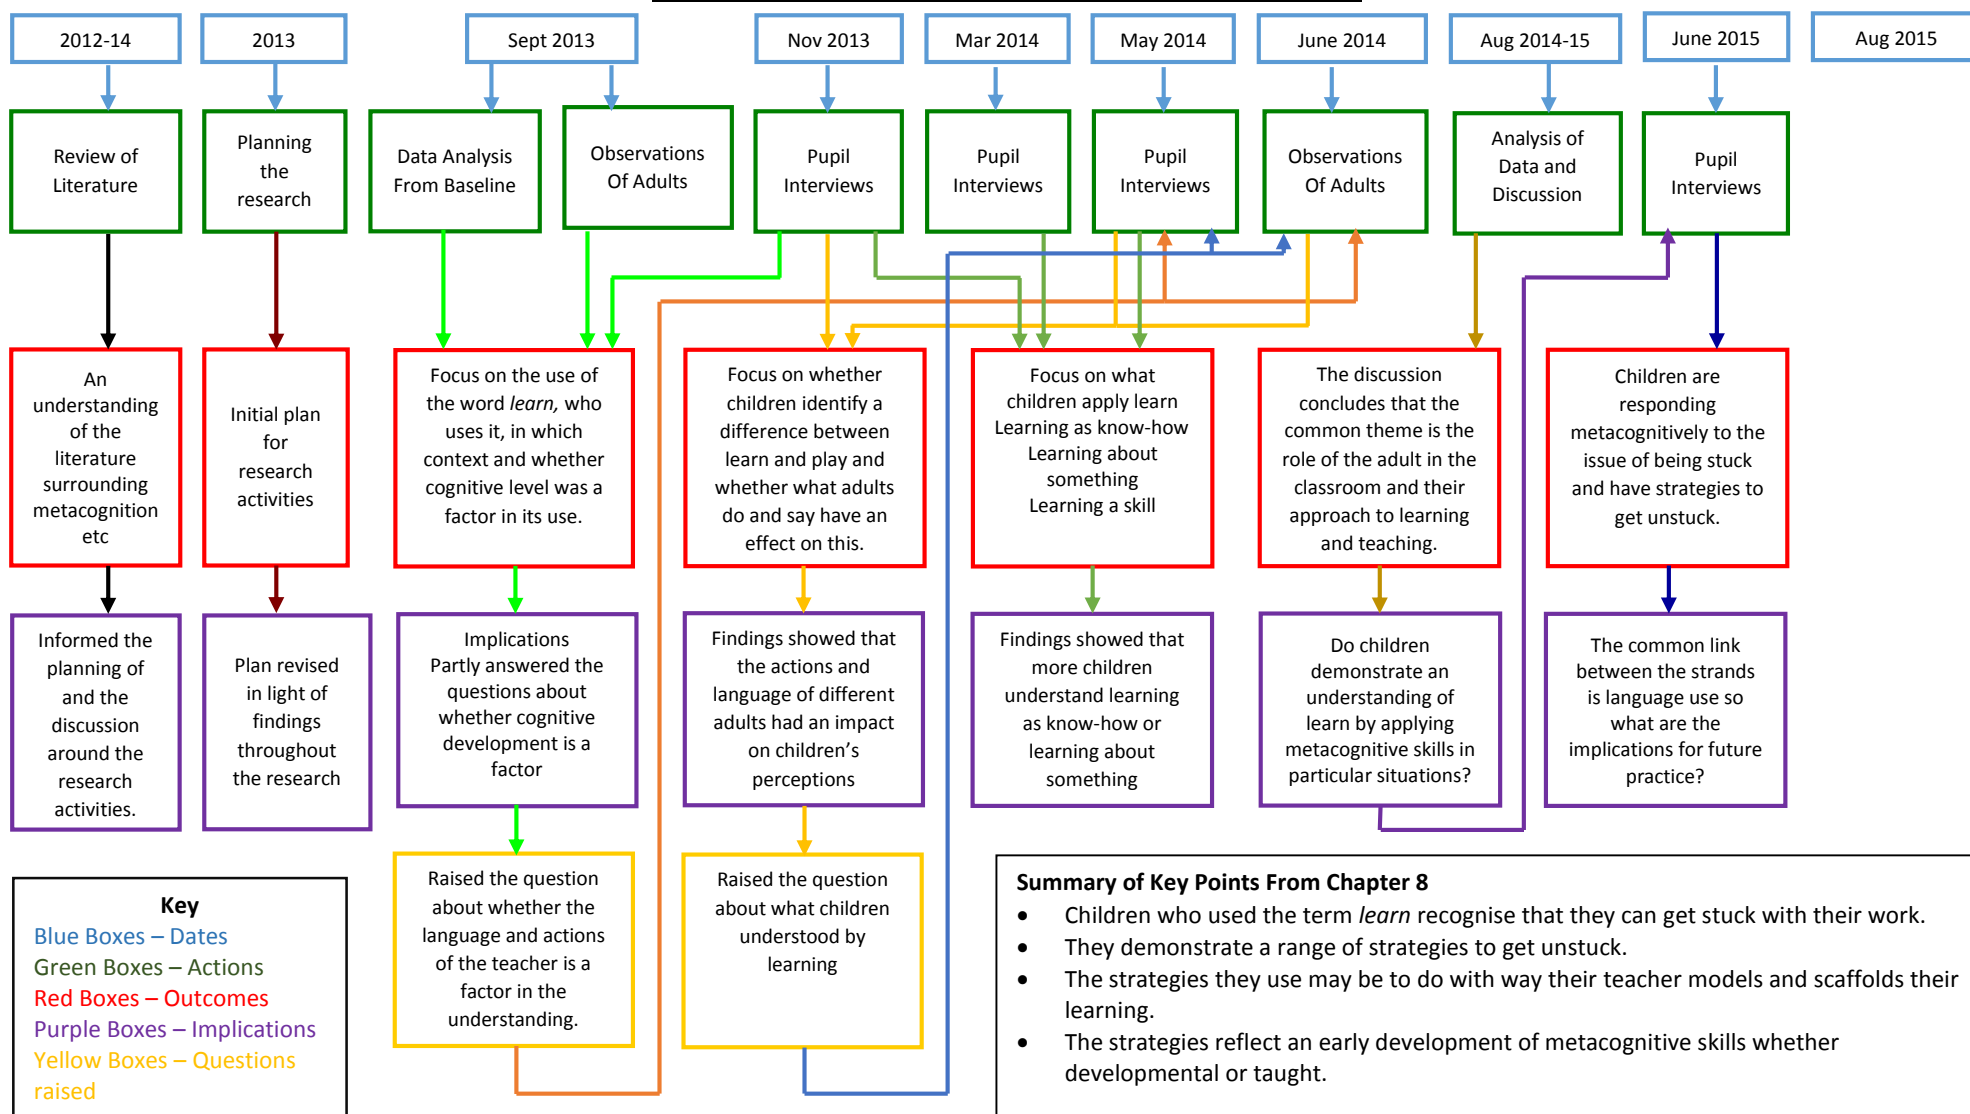 2012-14
2013
Sept 2013
Nov 2013
Mar 2014
May 2014
June 2014
Aug 2014-15
June 2015
Aug 2015
Review of
Literature
Planning
the
research
Data Analysis
From Baseline
Observations
Of Adults
Pupil
Interviews
Pupil
Interviews
Pupil
Interviews
Observations
Of Adults
Analysis of
Data and
Discussion
Pupil
Interviews
An
understanding
of the
literature
surrounding
metacognition
etc
Initial plan
for
research
activities
Focus on the use of
the word learn, who
uses it, in which
context and whether
cognitive level was a
factor in its use.
Focus on whether
children identify a
difference between
learn and play and
whether what adults
do and say have an
effect on this.
Focus on what
children apply learn
Learning as know-how
Learning about
something
Learning a skill
The discussion
concludes that the
common theme is the
role of the adult in the
classroom and their
approach to learning
and teaching.
Children are
responding
metacognitively to the
issue of being stuck
and have strategies to
get unstuck.
Informed the
planning of
and the
discussion
around the
research
activities.
Plan revised
in light of
findings
throughout
the research
Implications
Partly answered the
questions about
whether cognitive
development is a
factor
Findings showed that
the actions and
language of different
adults had an impact
on children’s
perceptions
Findings showed that
more children
understand learning
as know-how or
learning about
something
Do children
demonstrate an
understanding of
learn by applying
metacognitive skills in
particular situations?
The common link
between the strands
is language use so
what are the
implications for future
practice?
Raised the question
about whether the
language and actions
of the teacher is a
factor in the
understanding.
Raised the question
about what children
understood by
learning
Key
Blue Boxes – Dates
Green Boxes – Actions
Red Boxes – Outcomes
Purple Boxes – Implications
Yellow Boxes – Questions
raised
Summary of Key Points From Chapter 8
• Children who used the term learn recognise that they can get stuck with their work.
• They demonstrate a range of strategies to get unstuck.
• The strategies they use may be to do with way their teacher models and scaffolds their
learning.
• The strategies reflect an early development of metacognitive skills whether
developmental or taught.